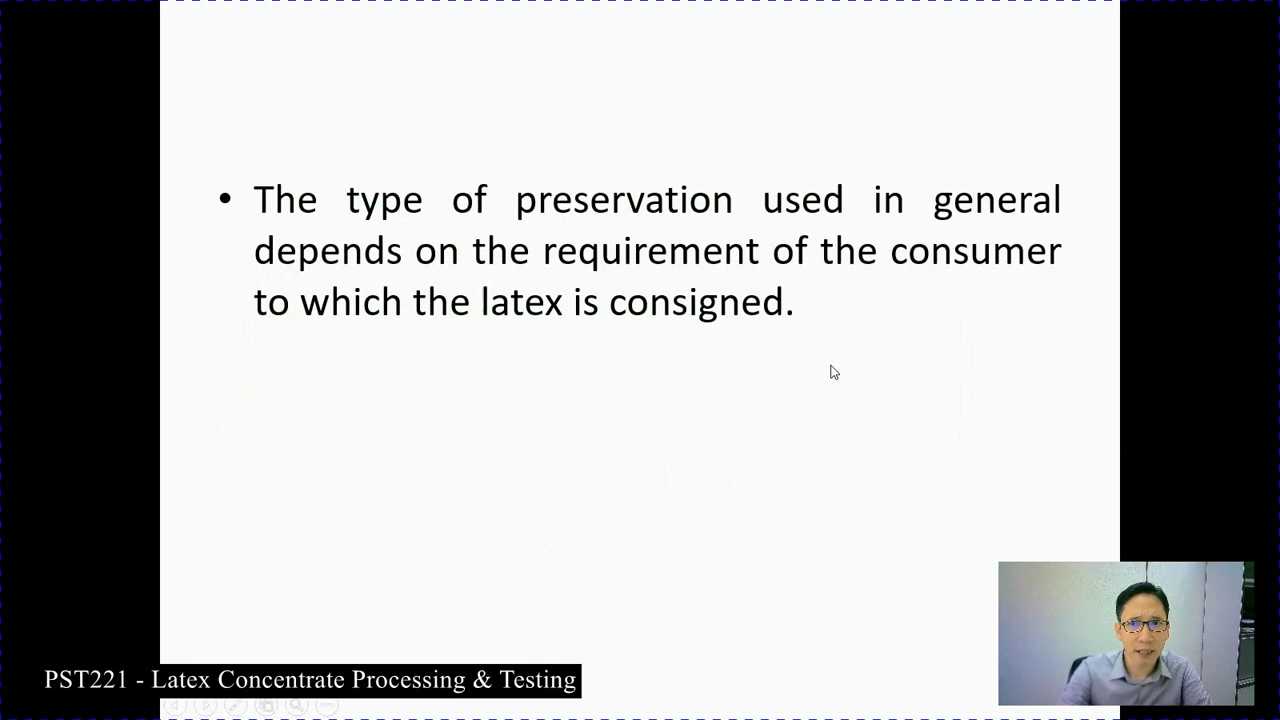 • The type of preservation used in general
depends on the requirement of the consumer
to which the latex is consigned.
PST221 - Latex Concentrate Processing & Testing